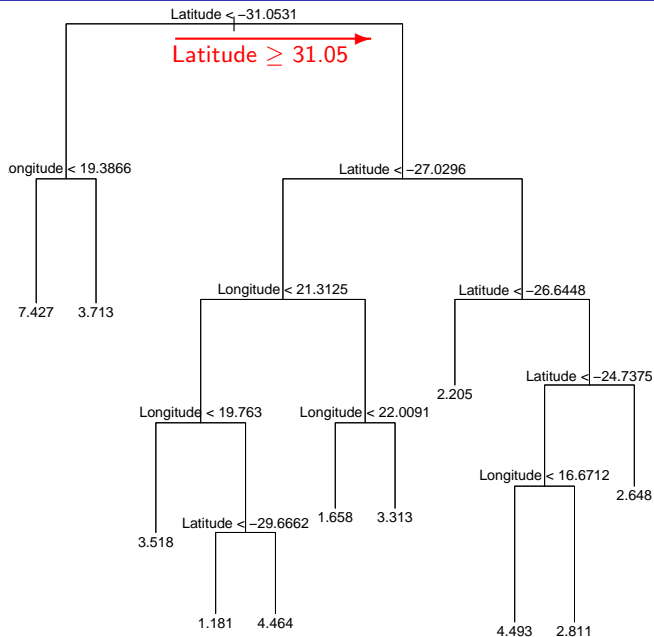 Latitude < −31.0531
Latitude ≥ 31.05
ongitude < 19.3866
Latitude < −27.0296
7.427
3.713
Longitude < 21.3125
Latitude < −26.6448
2.205
Latitude < −24.7375
Longitude < 19.763
Longitude < 22.0091
3.518
Latitude < −29.6662
1.658
3.313
Longitude < 16.6712
2.648
1.181
4.464
4.493
2.811